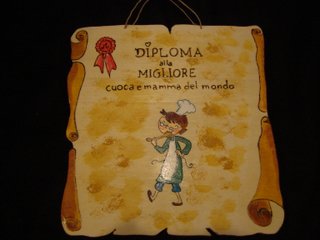 DIPLOMA
alla
MIGLIORE
cuoca e mamma del mondo